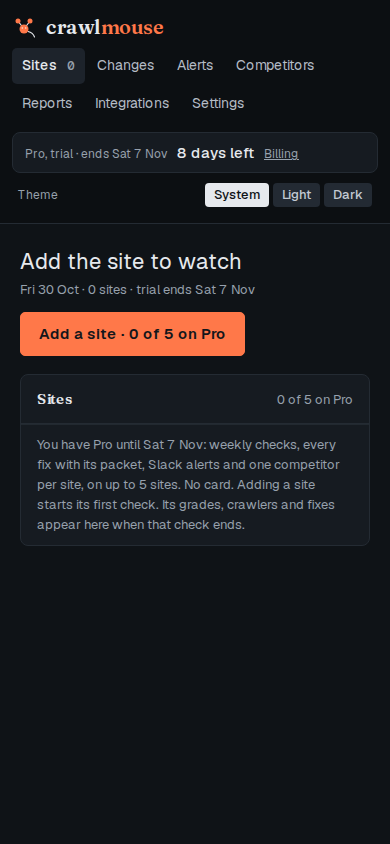 crawlmouse
Sites 0 Changes Alerts Competitors
Reports Integrations Settings
Pro, trial · ends Sat 7 Nov 8 days left Billing
Theme System Light Dark
Add the site to watch
Fri 30 Oct · 0 sites · trial ends Sat 7 Nov
Add a site · 0 of 5 on Pro
Sites 0 of 5 on Pro
You have Pro until Sat 7 Nov: weekly checks, every
fix with its packet, Slack alerts and one competitor
per site, on up to 5 sites. No card. Adding a site
starts its first check. Its grades, crawlers and fixes
appear here when that check ends.